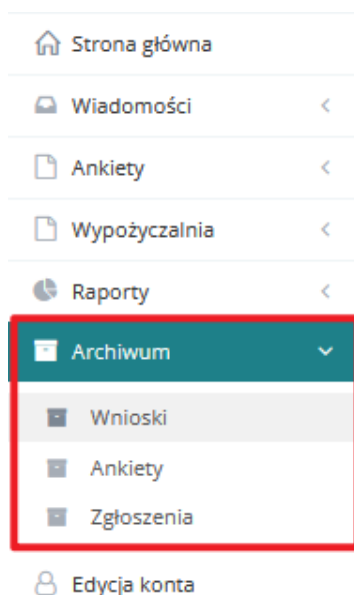 Strona główna
Wiadomości
Ankiety
Wypożyczalnia
Raporty
Archiwum
Wnioski
Ankiety
Zgłoszenia
Edycja konta